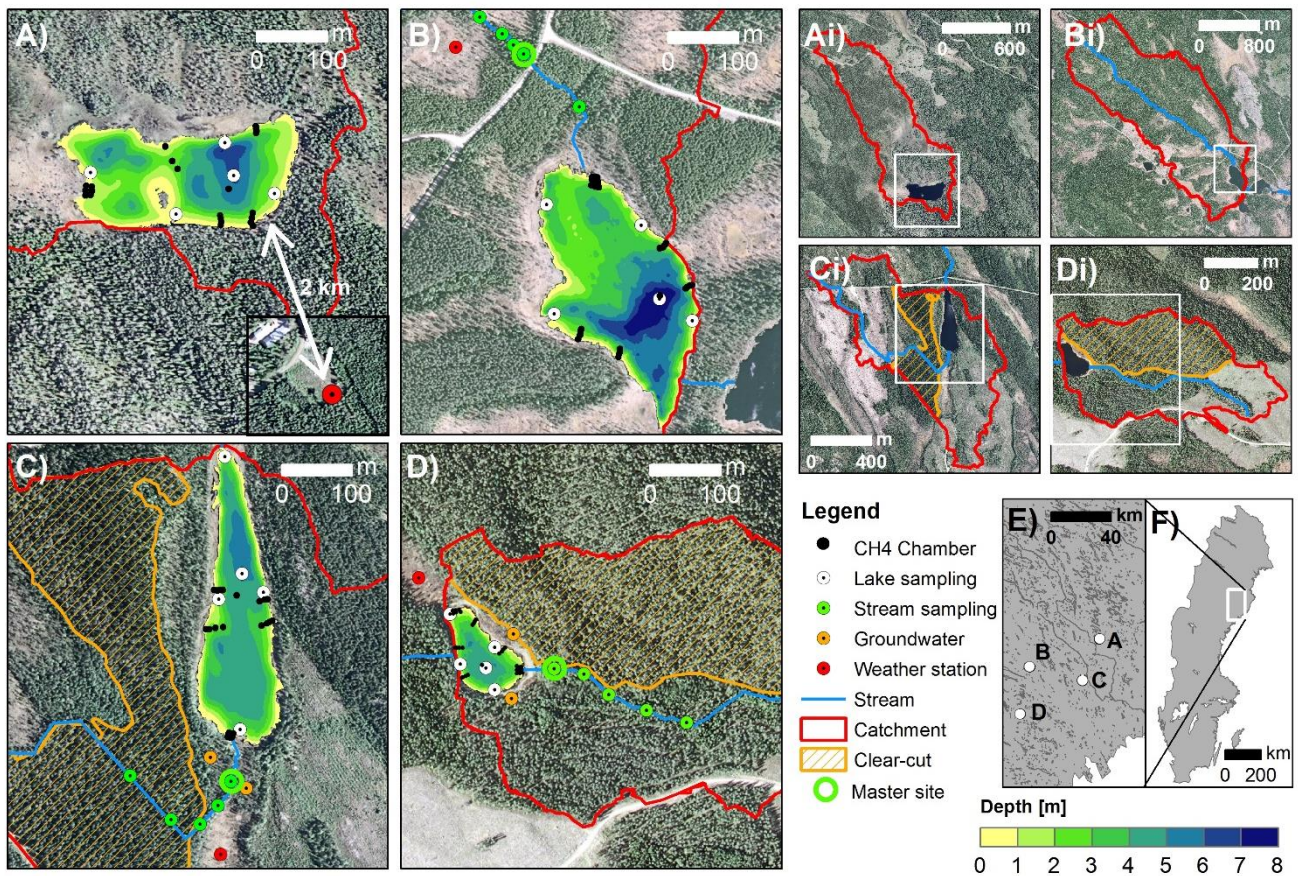 A)
m
0 100
2 km
B)
m
0 100
Ai)
m
0 600
Bi)
m
0 800
Ci)
m
0 400
Di)
m
0 200
C)
m
0 100
D)
m
0 100
Legend
CH4 Chamber
Lake sampling
Stream sampling
Groundwater
Weather station
Stream
Catchment
Clear-cut
Master site
E)
km
0 40
A
B
C
D
F)
km
0 200
Depth [m]
0 1 2 3 4 5 6 7 8